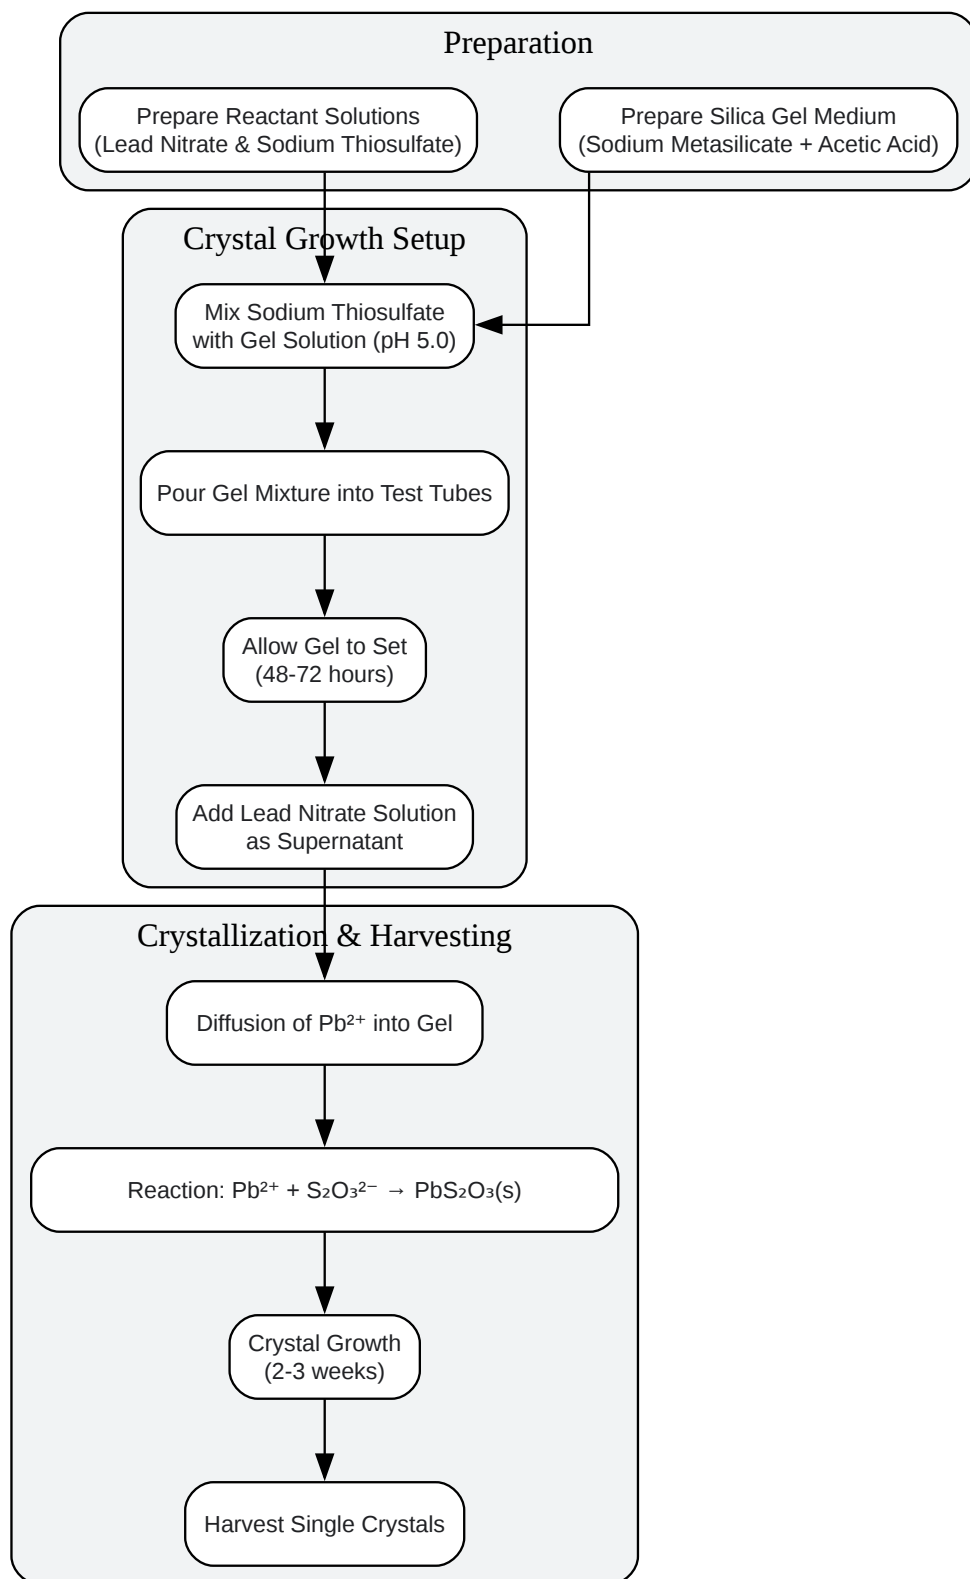 Preparation
Prepare Reactant Solutions
(Lead Nitrate & Sodium Thiosulfate)
Prepare Silica Gel Medium
(Sodium Metasilicate + Acetic Acid)
Crystal Growth Setup
Mix Sodium Thiosulfate
with Gel Solution (pH 5.0)
Pour Gel Mixture into Test Tubes
Allow Gel to Set
(48-72 hours)
Add Lead Nitrate Solution
as Supernatant
Crystallization & Harvesting
Diffusion of Pb²⁺ into Gel
Reaction: Pb²⁺ + S₂O₃²⁻ → PbS₂O₃(s)
Crystal Growth
(2-3 weeks)
Harvest Single Crystals